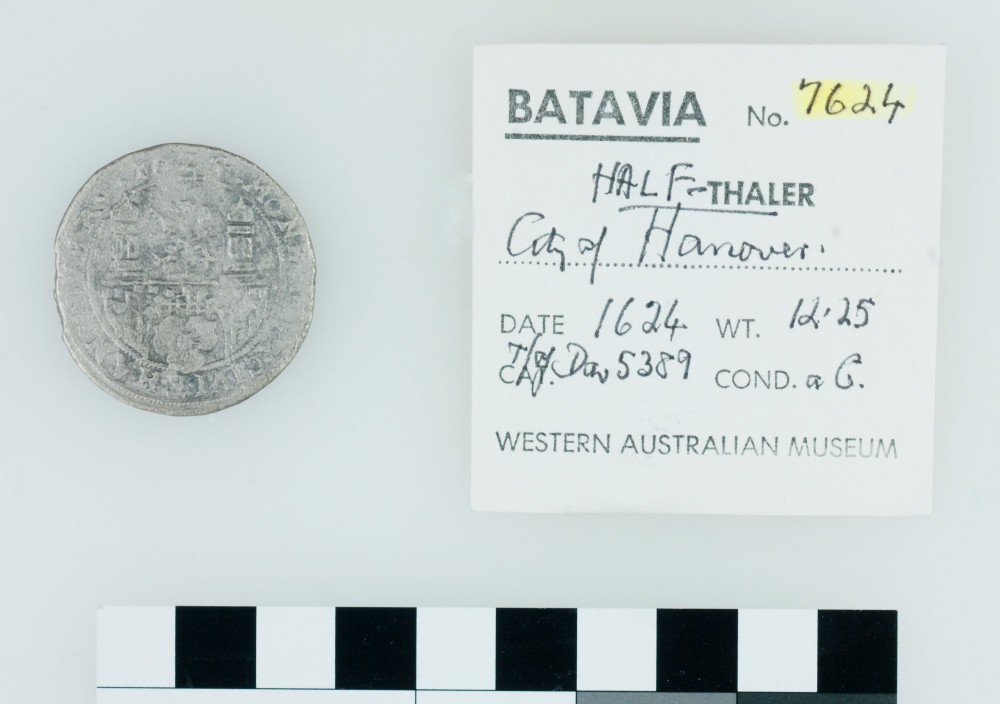 BATAVIA No. 7624
HALF-THALER
City of Hanover.
DATE 1624 WT. 12.25
CAT. T/of Dav 5389 COND. a G.
WESTERN AUSTRALIAN MUSEUM